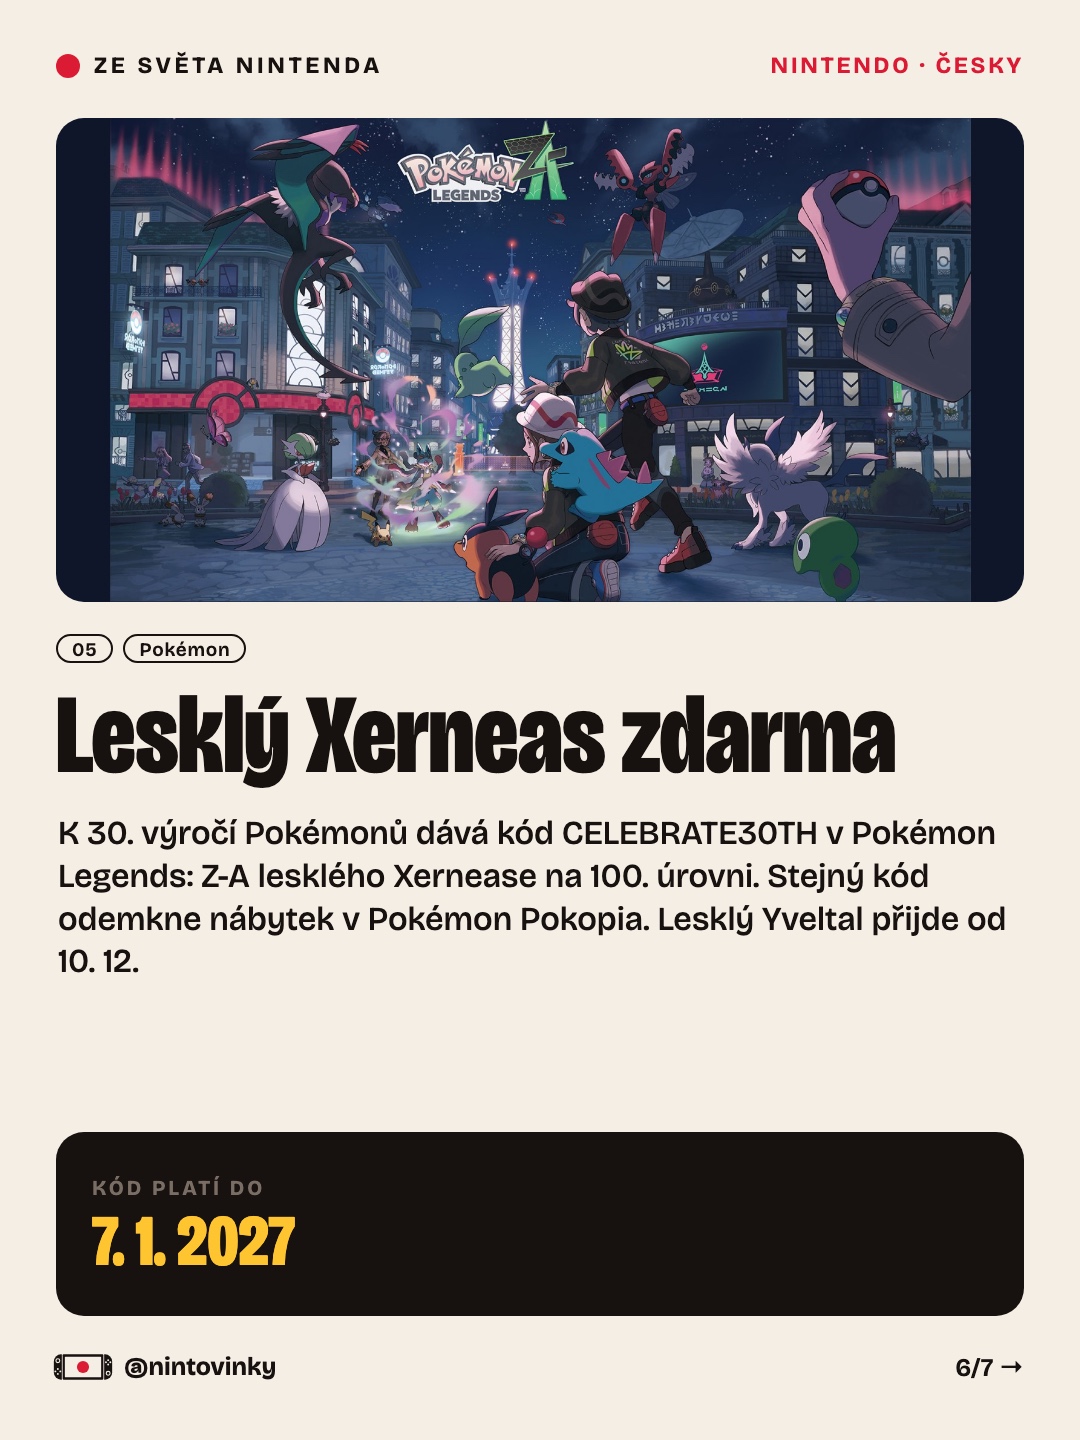 ZE SVĚTA NINTENDA
NINTENDO · ČESKY
POKÉMON
LEGENDS
Z-A
05
Pokémon
Lesklý Xerneas zdarma
K 30. výročí Pokémonů dává kód CELEBRATE30TH v Pokémon
Legends: Z-A lesklého Xernease na 100. úrovni. Stejný kód
odemkne nábytek v Pokémon Pokopia. Lesklý Yveltal přijde od
10. 12.
KÓD PLATÍ DO
7. 1. 2027
@nintovinky
6/7 →